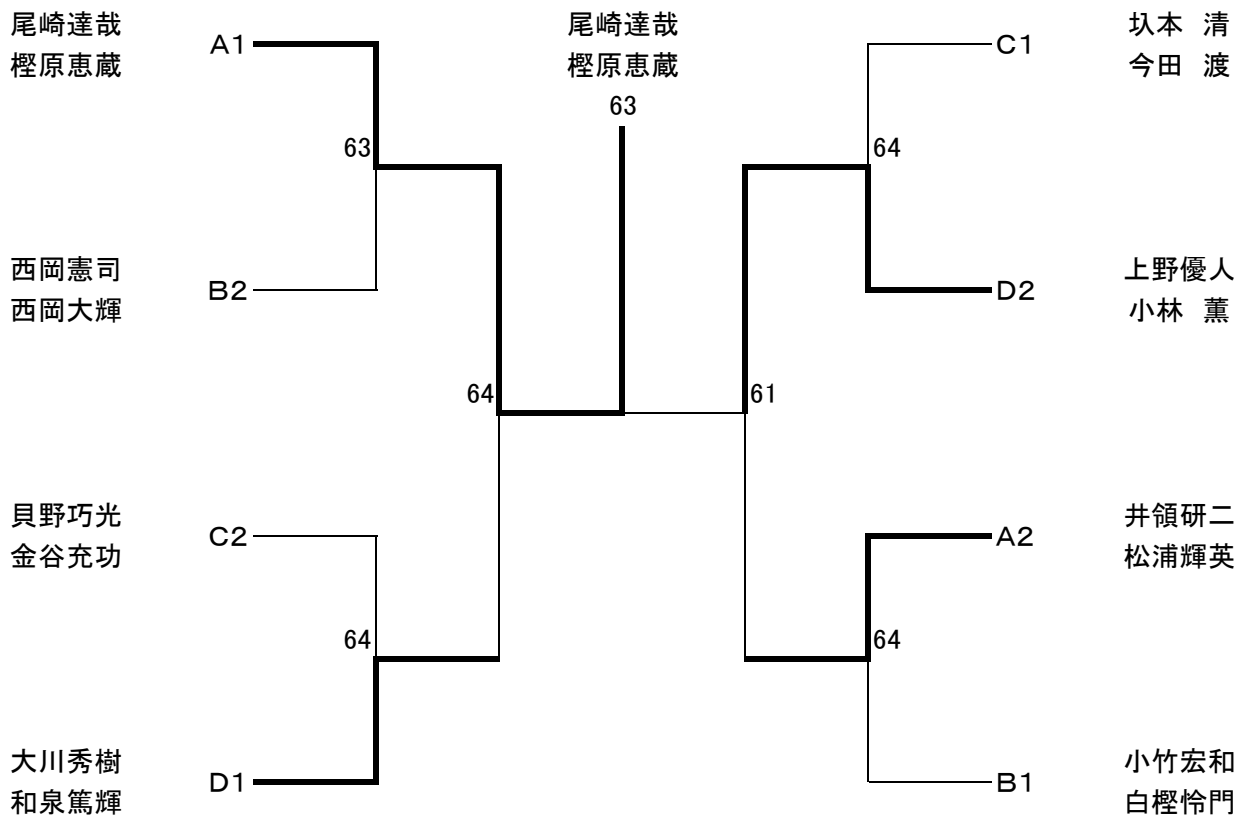 尾崎達哉
樫原恵蔵
A1
尾崎達哉
樫原恵蔵
63
C1
圦本 清
今田 渡
63
64
西岡憲司
西岡大輝
B2
D2
上野優人
小林 薫
64
61
貝野巧光
金谷充功
C2
A2
井領研二
松浦輝英
64
64
大川秀樹
和泉篤輝
D1
B1
小竹宏和
白樫怜門